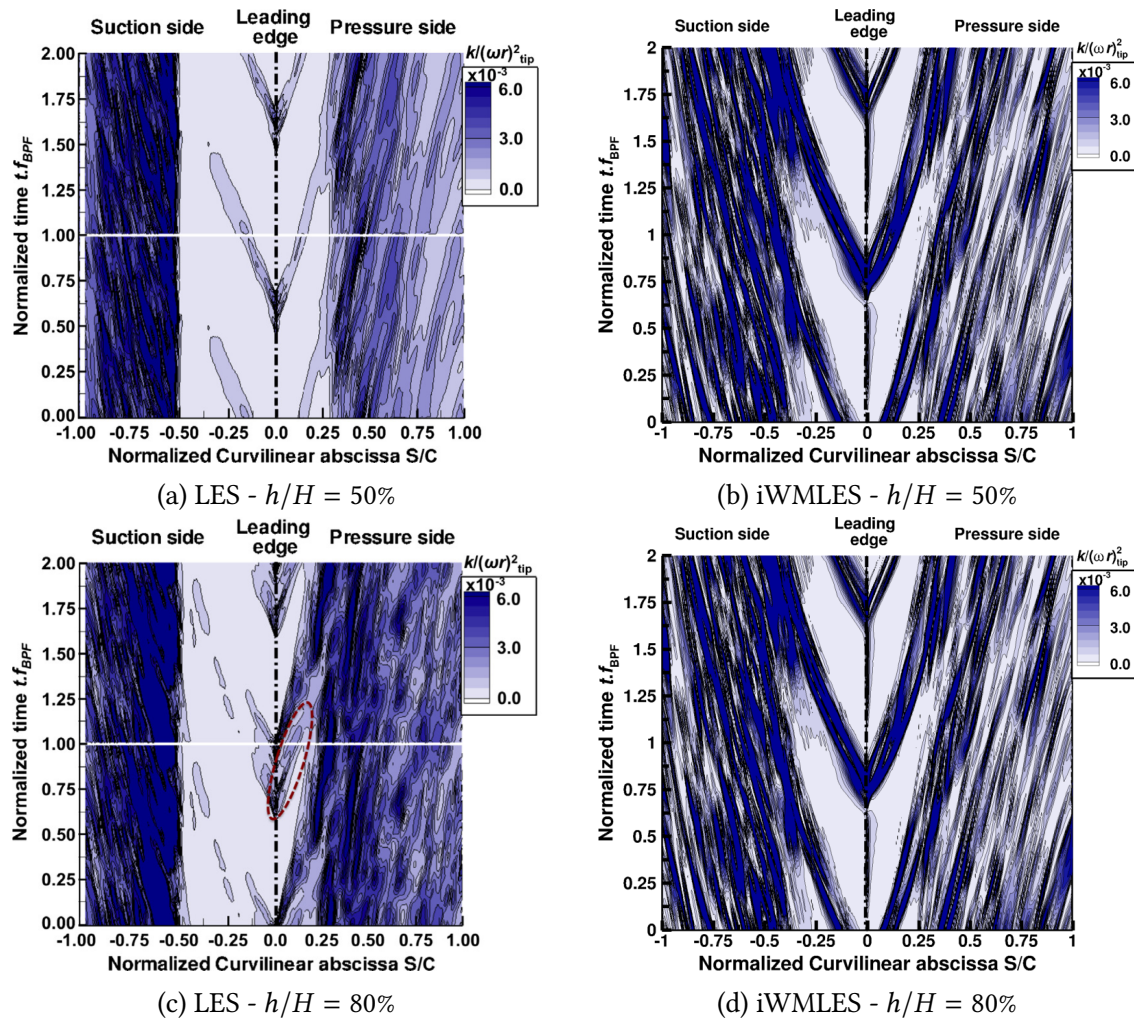 Suction side Leading edge Pressure side
k/(ωr)²tip
x10-3
6.0
3.0
0.0
Normalized time t.fBPF
2.00
1.75
1.50
1.25
1.00
0.75
0.50
0.25
0.00
-1.00 -0.75 -0.50 -0.25 0.0 0.25 0.50 0.75 1.00
Normalized Curvilinear abscissa S/C
(a) LES - h/H = 50%
Suction side Leading edge Pressure side
k/(ω r)²tip
x10-3
6.0
3.0
0.0
Normalized time t.fBPF
2
1.75
1.5
1.25
1
0.75
0.5
0.25
0
-1 -0.75 -0.5 -0.25 0 0.25 0.5 0.75 1
Normalized Curvilinear abscissa S/C
(b) iWMLES - h/H = 50%
Suction side Leading edge Pressure side
k/(ωr)²tip
x10-3
6.0
3.0
0.0
Normalized time t.fBPF
2.00
1.75
1.50
1.25
1.00
0.75
0.50
0.25
0.00
-1.00 -0.75 -0.50 -0.25 0.0 0.25 0.50 0.75 1.00
Normalized Curvilinear abscissa S/C
(c) LES - h/H = 80%
Suction side Leading edge Pressure side
k/(ω r)²tip
x10-3
6.0
3.0
0.0
Normalized time t.fBPF
2
1.75
1.5
1.25
1
0.75
0.5
0.25
0
-1 -0.75 -0.5 -0.25 0 0.25 0.5 0.75 1
Normalized Curvilinear abscissa S/C
(d) iWMLES - h/H = 80%